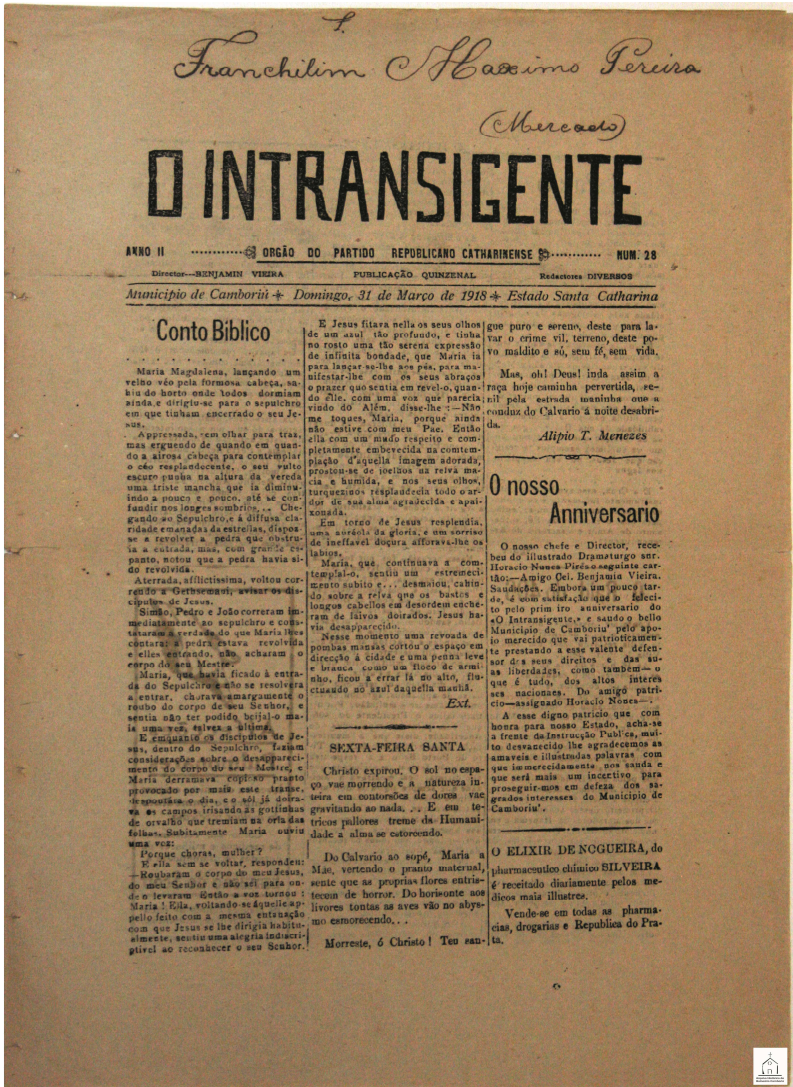 F.
Franchilim Maximo Pereira
(Mercado)
O INTRANSIGENTE
ANNO II ORGÃO DO PARTIDO REPUBLICANO CATHARINENSE NUM. 28
Director—BENJAMIN VIEIRA PUBLICAÇÃO QUINZENAL Redactores DIVERSOS
Municipio de Camboriú Domingo, 31 de Março de 1918 Estado Santa Catharina
Conto Biblico
Maria Magdalena, lançando um
velho véo pela formosa cabeça, sa-
hiu do horto onde todos dormiam
ainda e dirigiu-se para o sepulchro
em que tinham encerrado o seu Je-
sus.
Appressada, sem olhar para traz,
mas erguendo de quando em quan-
do a airosa cabeça para contemplar
o céo resplandecente, o seu vulto
escuro punha na altura da vereda
uma triste mancha que ia diminu-
indo a pouco e pouco, até se con-
fundir nos longes sombrios... Che-
gando ao Sepulchro, e á diffusa cla-
ridade emanada das estrellas, dispoz-
se a revolver a pedra que obstru-
ia a entrada, mas, com grande es-
panto, notou que a pedra havia si-
do revolvida.
Aterrada, afflictissima, voltou cor-
rendo a Gethsemani, avisar os dis-
cipulos de Jesus.
Simão, Pedro e João correram im-
mediatamente ao sepulchro e cons-
tataram a verdade do que Maria lhes
contara: a pedra estava revolvida
e elles entrando, não acharam o
corpo do seu Mestre.
Maria, que havia ficado à entra-
da do Sepulchro e não se resolvera
a entrar, chorava amargamente o
roubo do corpo de seu Senhor, e
sentia não ter podido beijal-o ma-
is uma vez, talvez a ultima.
E emquanto os discipulos de Je-
sus, dentro do Sepulchro, faziam
considerações sobre o desappareci-
mento do corpo do seu Mestre, e
Maria derramava copioso pranto
provocado por mais este transe,
despontara o dia, e o sol já doira-
va os campos irisando as gottinhas
de orvalho que tremiam na orla das
folhas. Subitamente Maria ouviu
uma voz:
Porque choras, mulher?
E ella sem se voltar, respondeu:
—Roubaram o corpo do meu Jesus,
do meu Senhor e não sei para on-
de o levaram Então a voz tornou:
Maria! Ella, voltando-se áquelle ap-
pello feito com a mesma entonação
com que Jesus se lhe dirigia habitu-
almente, sentiu uma alegria indiscri-
ptivel ao reconhecer o seu Senhor.
E Jesus fitava nella os seus olhos
de um azul tão profundo, e tinha
no rosto uma tão serena expressão
de infinita bondade, que Maria ia
para lançar-se-lhe aos pés, para ma-
nifestar-lhe com os seus abraços
o prazer que sentia em revel-o, quan-
do elle, com uma voz que parecia
vindo do Além, disse-lhe:—Não
me toques, Maria, porque ainda
não estive com meu Pae. Então
ella com um mudo respeito e com-
pletamente embevecida na comtem-
plação d'aquella imagem adorada,
prostou-se de joelhos na relva ma-
cia e humida, e nos seus olhos,
turquezinos resplandecia todo o ar-
dor de sua alma agradecida e apai-
xonada.
Em torno de Jesus resplendia,
uma aoréola da gloria, e um sorriso
de ineffavel doçura afforava-lhe os
labios.
Maria, que continuava a com-
templal-o, sentiu um estremeci-
mento subito e... desmaiou, cahin-
do sobre a relva que os bastos e
longos cabellos em desordem enche-
ram de laivos doirados. Jesus ha-
via desapparecido.
Nesse momento uma revoada de
pombas mansas cortou o espaço em
direcção á cidade e uma penna leve
e branca como um floco de armi-
nho, ficou a errar lá no alto, flu-
ctuando no azul daquella manhã.
Ext.
SEXTA-FEIRA SANTA
Christo expirou. O sol no espa-
ço vae morrendo e a natureza in-
teira em contorsões de dores vae
gravitando ao nada. .. E em te-
tricos pallores treme da Humani-
dade a alma se estorcendo.
Do Calvario ao sopé, Maria a
Mãe, vertendo o pranto maternal,
sente que as proprias flores entris-
tecem de horror. Do horisonte aos
livores tontas as aves vão no abys-
mo esmorecendo...
Morreste, ó Christo! Teu san-
gue puro e sereno, deste para la-
var o crime vil, terreno, deste po-
vo maldito e só, sem fé, sem vida.
Mas, oh! Deus! inda assim a
raça hoje caminha pervertida, se-
nil pela estrada maninha que a
conduz do Calvario á noite desabri-
da.
Alipio T. Menezes
O nosso
Anniversario
O nosso chefe e Director, rece-
beu do illustrado Dramaturgo snr.
Horacio Nunes Pires o seguinte car-
tão:—Amigo Cel. Benjamin Vieira.
Saudações. Embora um pouco tar-
de, é com satisfação que o felici-
to pelo prim iro anniversario do
«O Intransigente,» e saudo o bello
Municipio de Camboriu' pelo apo-
io merecido que vai patrioticamen-
te prestando a esse valente defen-
sor dos seus direitos e das su-
as liberdades, como tambem—o
que é tudo, dos altos interes
ses nacionaes. Do amigo patri-
cio—assignado Horacio Nunes—.
A esse digno patricio que com
honra para nosso Estado, acha-se
a frente da Instrucção Publica, mui-
to desvanecido lhe agradecemos as
amaveis e illustradas palavras com
que immerecidamente nos saúda e
que será mais um incentivo para
proseguir-mos em defeza dos sa-
grados interesses do Municipio de
Camboriu'.
O ELIXIR DE NOGUEIRA, do
pharmaceutico chimico SILVEIRA
é receitado diariamente pelos me-
dicos mais illustres.
Vende-se em todas as pharma-
cias, drogarias e Republica do Pra-
ta.